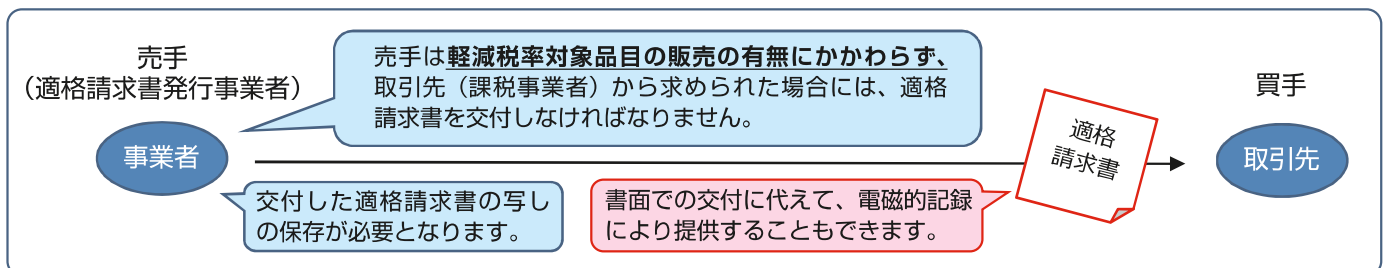 売手
（適格請求書発行事業者）
事業者
売手は軽減税率対象品目の販売の有無にかかわらず、
取引先（課税事業者）から求められた場合には、適格
請求書を交付しなければなりません。
交付した適格請求書の写し
の保存が必要となります。
書面での交付に代えて、電磁的記録
により提供することもできます。
適格
請求書
買手
取引先